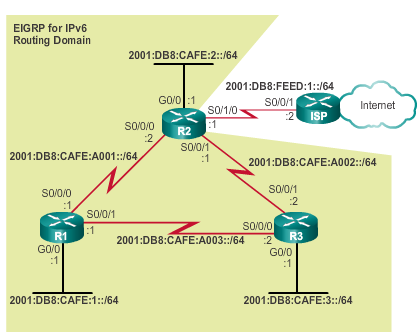 EIGRP for IPv6
Routing Domain
2001:DB8:CAFE:2::/64
2001:DB8:FEED:1::/64
G0/0
:1
S0/0/1
S0/1/0
:1
:2
ISP
Internet
R2
S0/0/0
:2
S0/0/1
:1
2001:DB8:CAFE:A001::/64
2001:DB8:CAFE:A002::/64
S0/0/0
:1
S0/0/1
:2
S0/0/1
:1
S0/0/0
:2
R1
R3
2001:DB8:CAFE:A003::/64
G0/0
:1
G0/0
:1
2001:DB8:CAFE:1::/64
2001:DB8:CAFE:3::/64